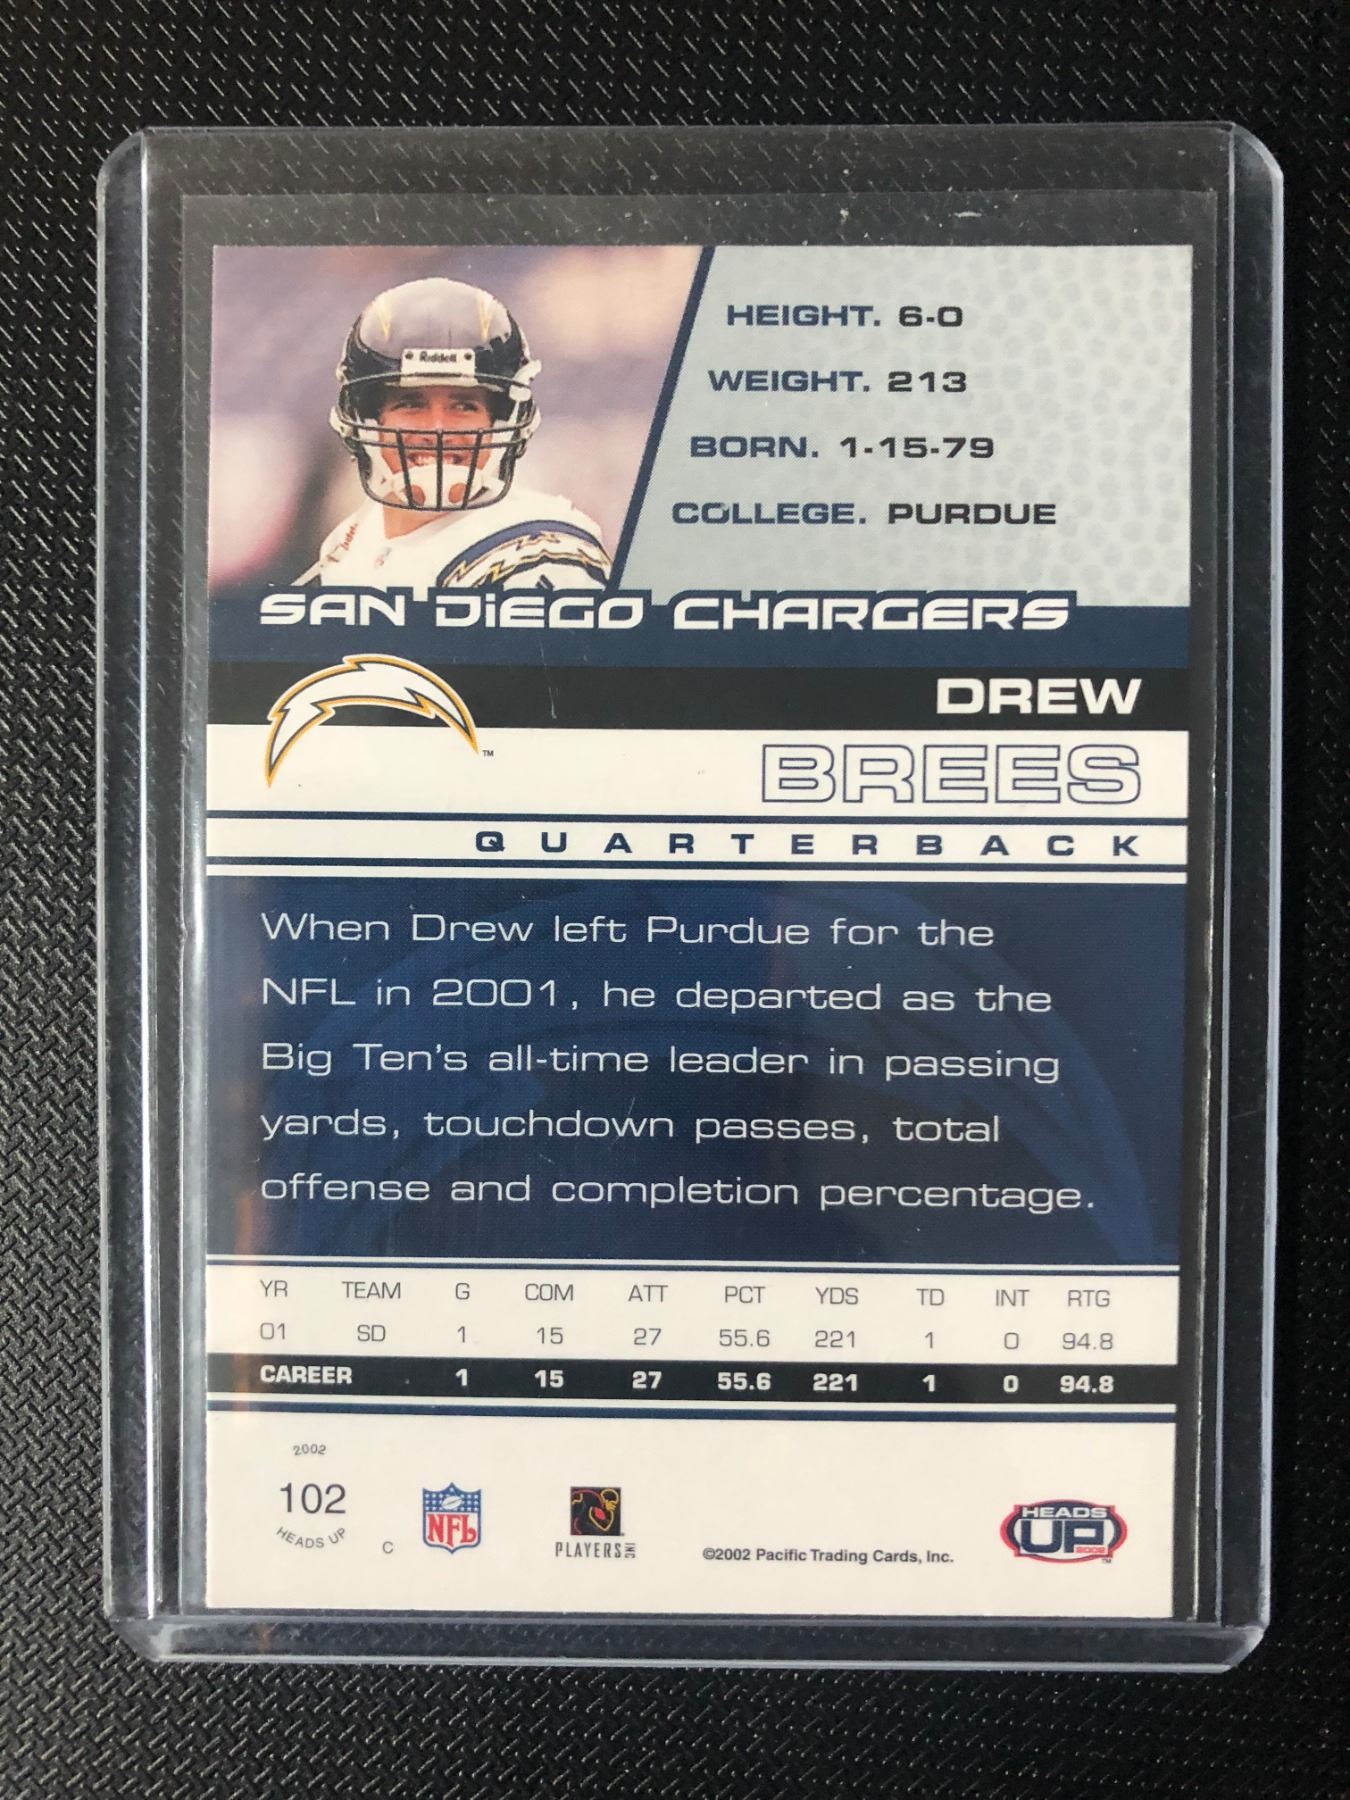 Riddell
HEIGHT. 6-0
WEIGHT. 213
BORN. 1-15-79
COLLEGE. PURDUE
SAN DiEGO CHARGERS
DREW
TM
BREES
QUARTERBACK
When Drew left Purdue for the
NFL in 2001, he departed as the
Big Ten's all-time leader in passing
yards, touchdown passes, total
offense and completion percentage.
YR TEAM G COM ATT PCT YDS TD INT RTG
01 SD 1 15 27 55.6 221 1 0 94.8
CAREER 1 15 27 55.6 221 1 0 94.8
2002
102
HEADS UP
C
NFL
PLAYERS INC
©2002 Pacific Trading Cards, Inc.
HEADS
UP
2002
TM